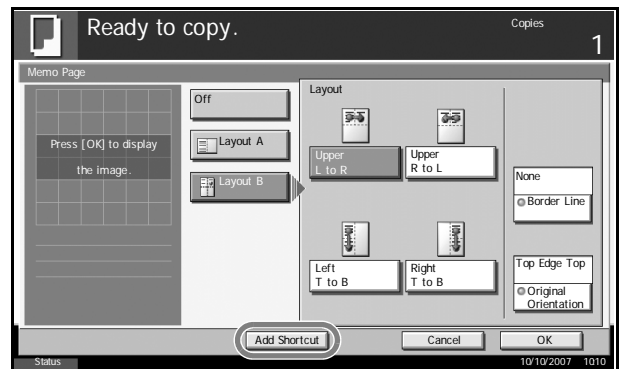 Ready to copy.
Copies
1
Memo Page
Press [OK] to display
the image.
Off
Layout A
Layout B
Layout
Upper
L to R
Upper
R to L
Left
T to B
Right
T to B
None
Border Line
Top Edge Top
Original
Orientation
Add Shortcut
Cancel
OK
Status
10/10/2007 1010